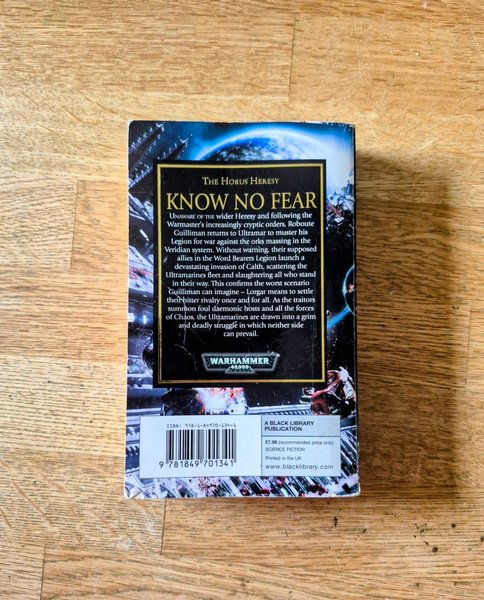 THE HORUS HERESY
KNOW NO FEAR
UNAWARE OF THE wider Heresy and following the
Warmaster's increasingly cryptic orders, Roboute
Guilliman returns to Ultramar to muster his
Legion for war against the orks massing in the
Veridian system. Without warning, their supposed
allies in the Word Bearers Legion launch a
devastating invasion of Calth, scattering the
Ultramarines fleet and slaughtering all who stand
in their way. This confirms the worst scenario
Guilliman can imagine – Lorgar means to settle
their bitter rivalry once and for all. As the traitors
summon foul daemonic hosts and all the forces
of Chaos, the Ultramarines are drawn into a grim
and deadly struggle in which neither side
can prevail.
WARHAMMER
40,000
ISBN: 978-1-84970-134-1
9 781849 701341
A BLACK LIBRARY
PUBLICATION
£7.99 (recommended price only)
SCIENCE FICTION
Printed in the UK
www.blacklibrary.com